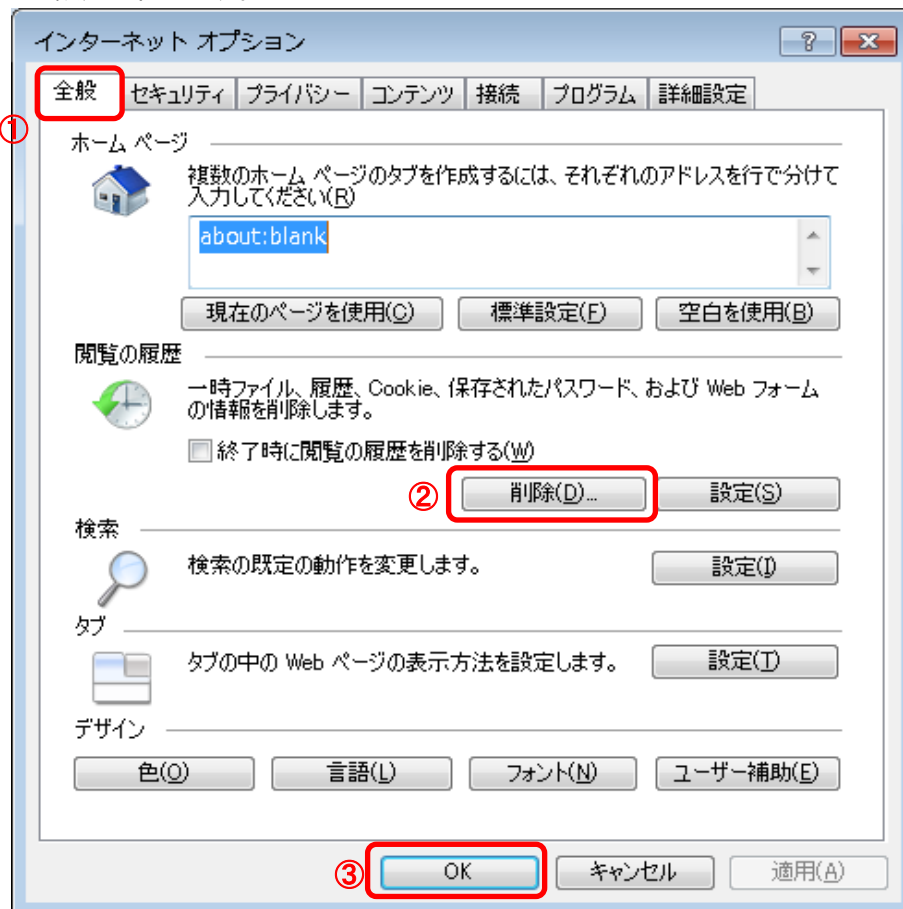 インターネット オプション
全般 セキュリティ プライバシー コンテンツ 接続 プログラム 詳細設定
①
ホーム ページ
複数のホーム ページのタブを作成するには、それぞれのアドレスを行で分けて
入力してください(R)
about:blank
現在のページを使用(C) 標準設定(F) 空白を使用(B)
閲覧の履歴
一時ファイル、履歴、Cookie、保存されたパスワード、および Web フォーム
の情報を削除します。
終了時に閲覧の履歴を削除する(W)
② 削除(D)... 設定(S)
検索
検索の既定の動作を変更します。 設定(I)
タブ
タブの中の Web ページの表示方法を設定します。 設定(T)
デザイン
色(O) 言語(L) フォント(N) ユーザー補助(E)
③ OK キャンセル 適用(A)